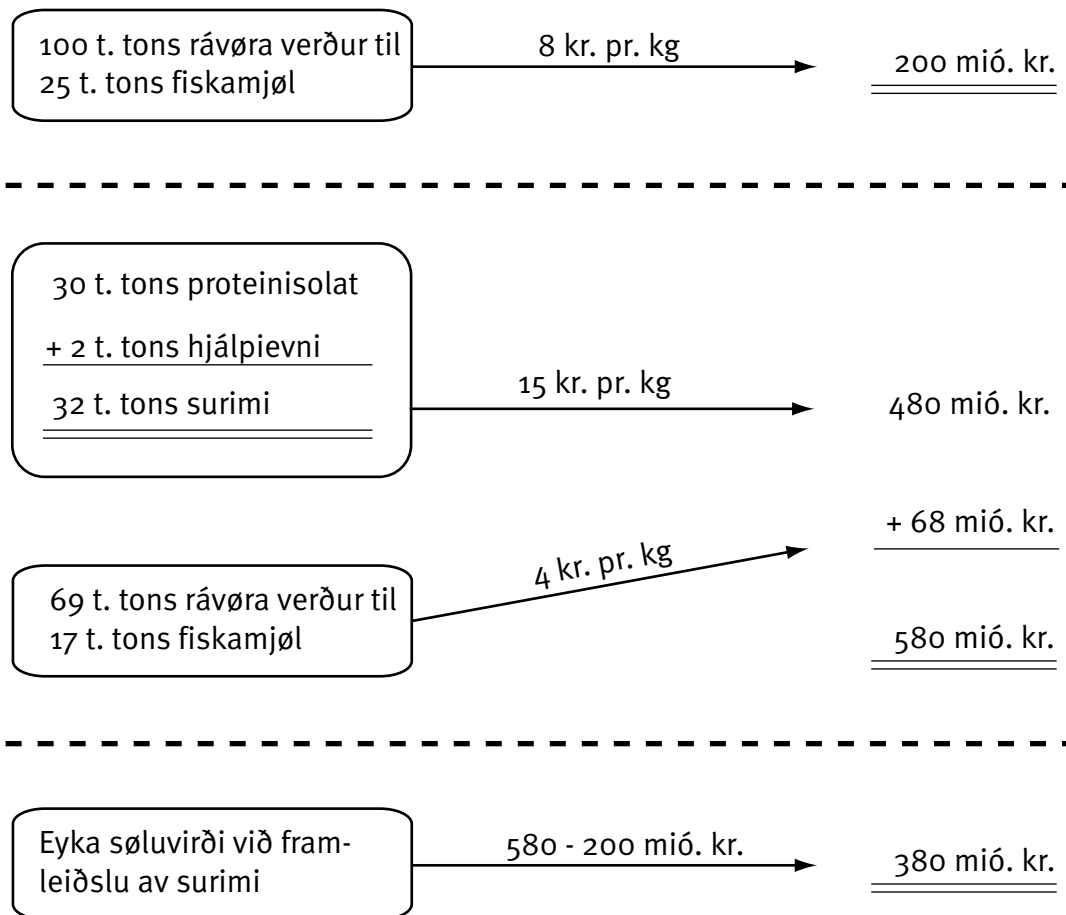 100 t. tons rávøra verður til
25 t. tons fiskamjøl
8 kr. pr. kg
200 mió. kr.
30 t. tons proteinisolat
+ 2 t. tons hjálpievni
32 t. tons surimi
15 kr. pr. kg
480 mió. kr.
+ 68 mió. kr.
69 t. tons rávøra verður til
17 t. tons fiskamjøl
4 kr. pr. kg
580 mió. kr.
Eyka søluvirði við fram-
leiðslu av surimi
580 - 200 mió. kr.
380 mió. kr.